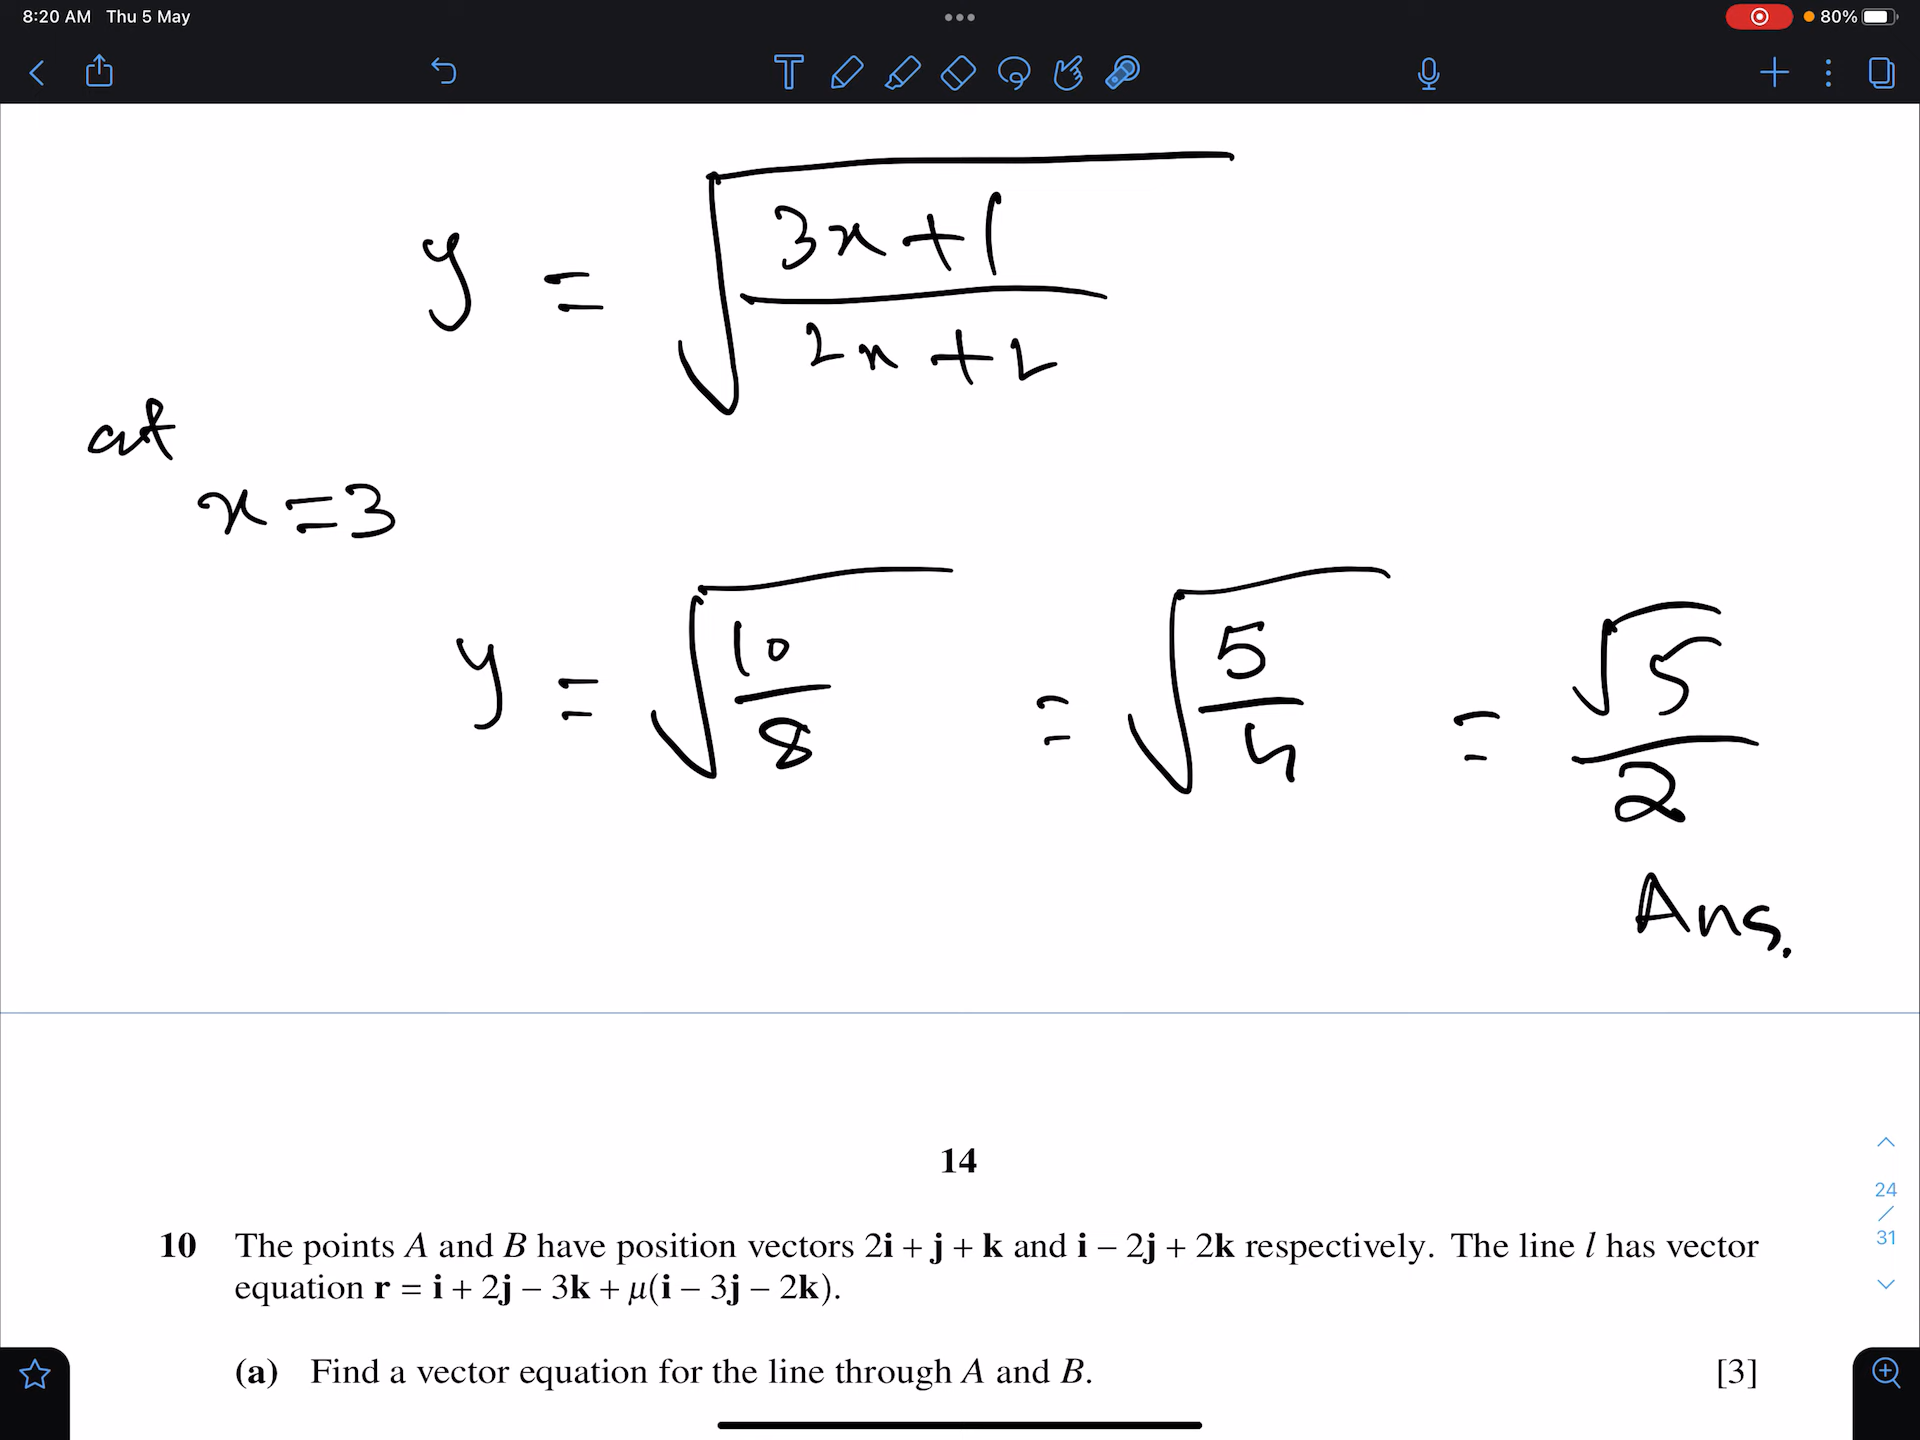 8:20 AM Thu 5 May
80%
T
y = √(3x+1)/(2x+2)
at
x=3
y = √10/8 = √5/4 = √5/2
Ans.
14
24
/
31
10 The points A and B have position vectors 2i + j + k and i – 2j + 2k respectively. The line l has vector
equation r = i + 2j – 3k + μ(i – 3j – 2k).
(a) Find a vector equation for the line through A and B. [3]